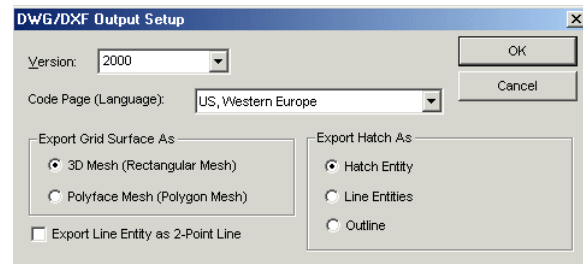 DWG/DXF Output Setup
Version: 2000
OK
Code Page (Language): US, Western Europe
Cancel
Export Grid Surface As
3D Mesh (Rectangular Mesh)
Polyface Mesh (Polygon Mesh)
Export Line Entity as 2-Point Line
Export Hatch As
Hatch Entity
Line Entities
Outline